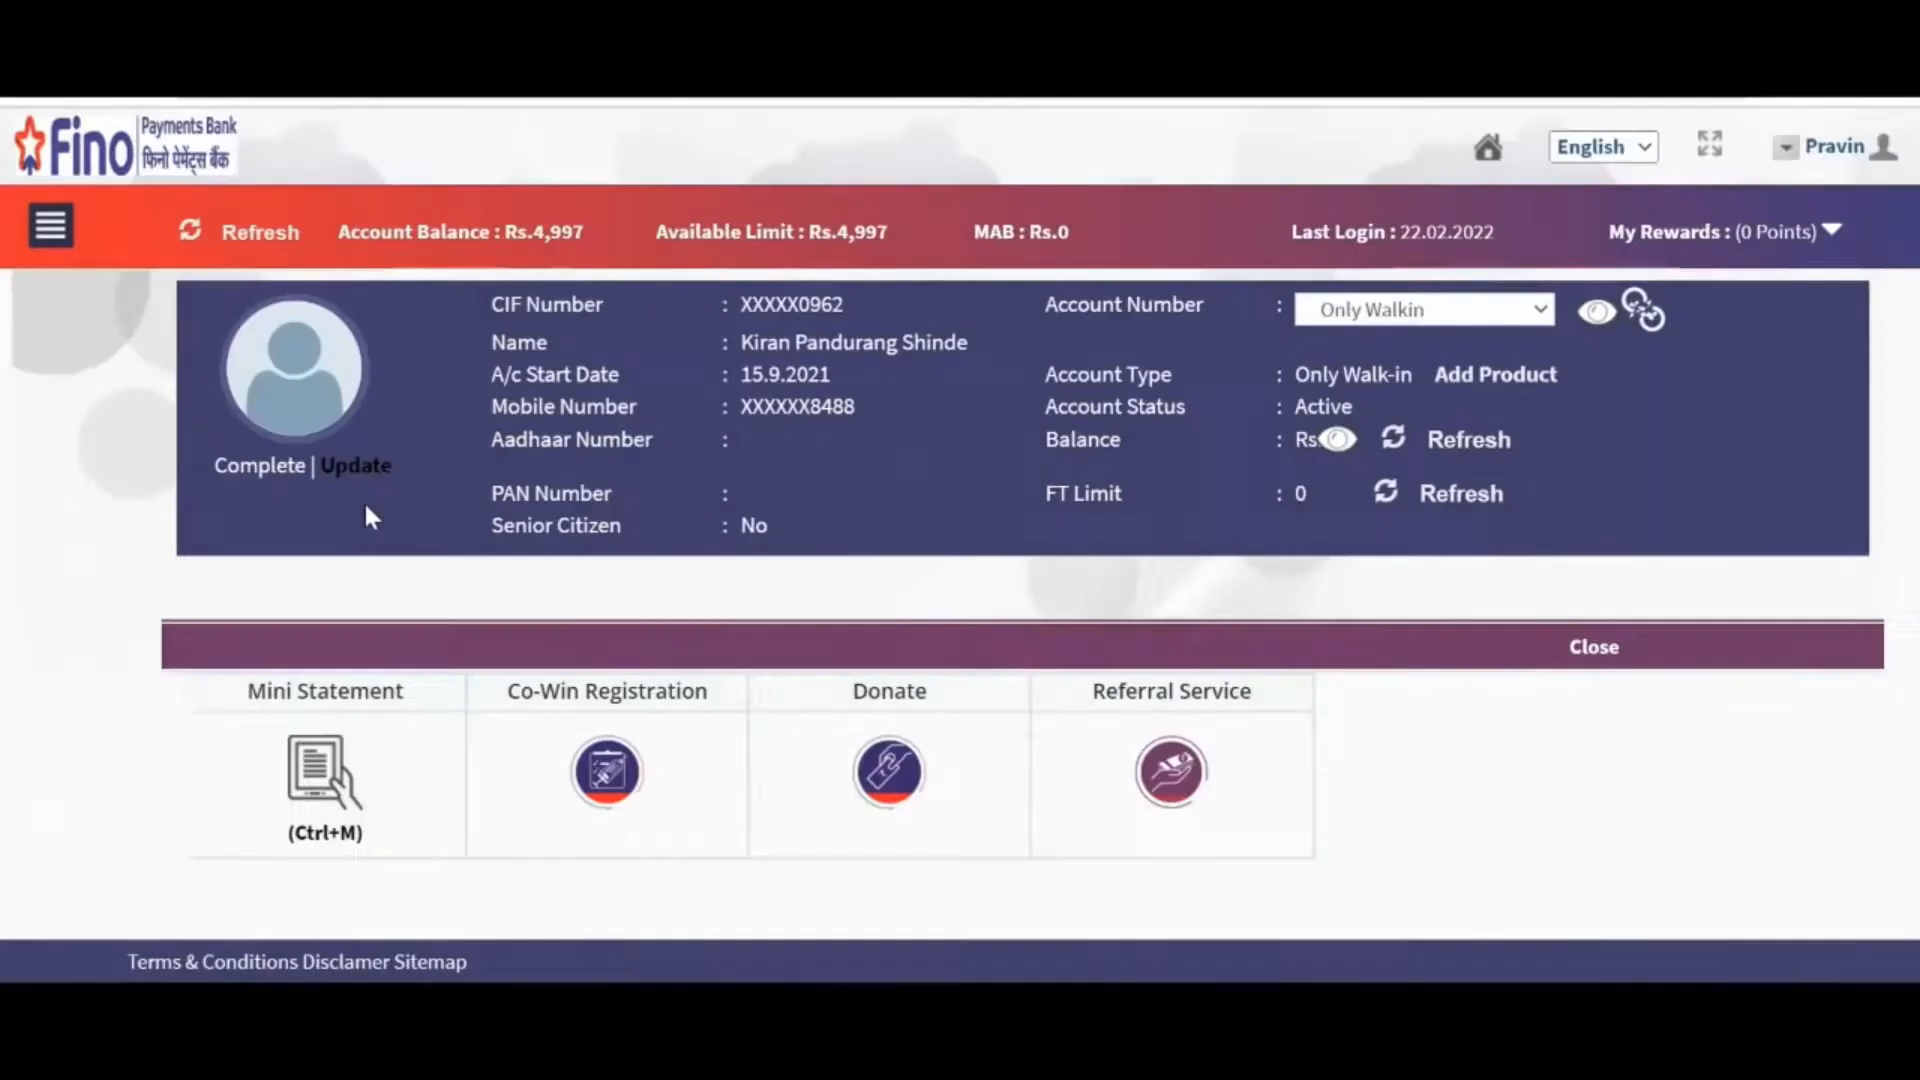 Fino Payments Bank
फिनो पेमेंट्स बैंक
English
Pravin
Refresh Account Balance : Rs.4,997 Available Limit : Rs.4,997 MAB : Rs.0 Last Login : 22.02.2022 My Rewards : (0 Points)
CIF Number : XXXXX0962 Account Number : Only Walkin
Name : Kiran Pandurang Shinde
A/c Start Date : 15.9.2021 Account Type : Only Walk-in Add Product
Mobile Number : XXXXXX8488 Account Status : Active
Aadhaar Number : Balance : Rs Refresh
Complete | Update
PAN Number : FT Limit : 0 Refresh
Senior Citizen : No
Close
Mini Statement Co-Win Registration Donate Referral Service
(Ctrl+M)
Terms & Conditions Disclamer Sitemap